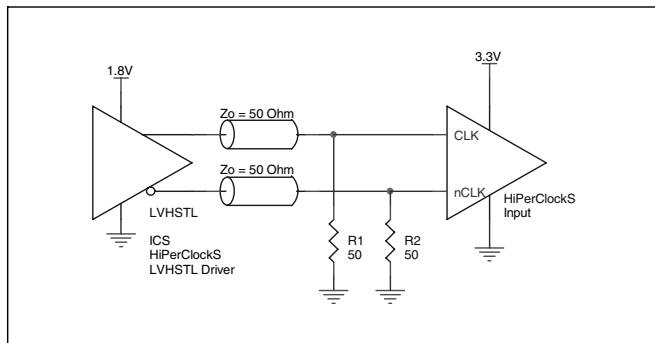 1.8V
3.3V
Zo = 50 Ohm
CLK
Zo = 50 Ohm
nCLK
LVHSTL
HiPerClockS
Input
ICS
HiPerClockS
LVHSTL Driver
R1
50
R2
50